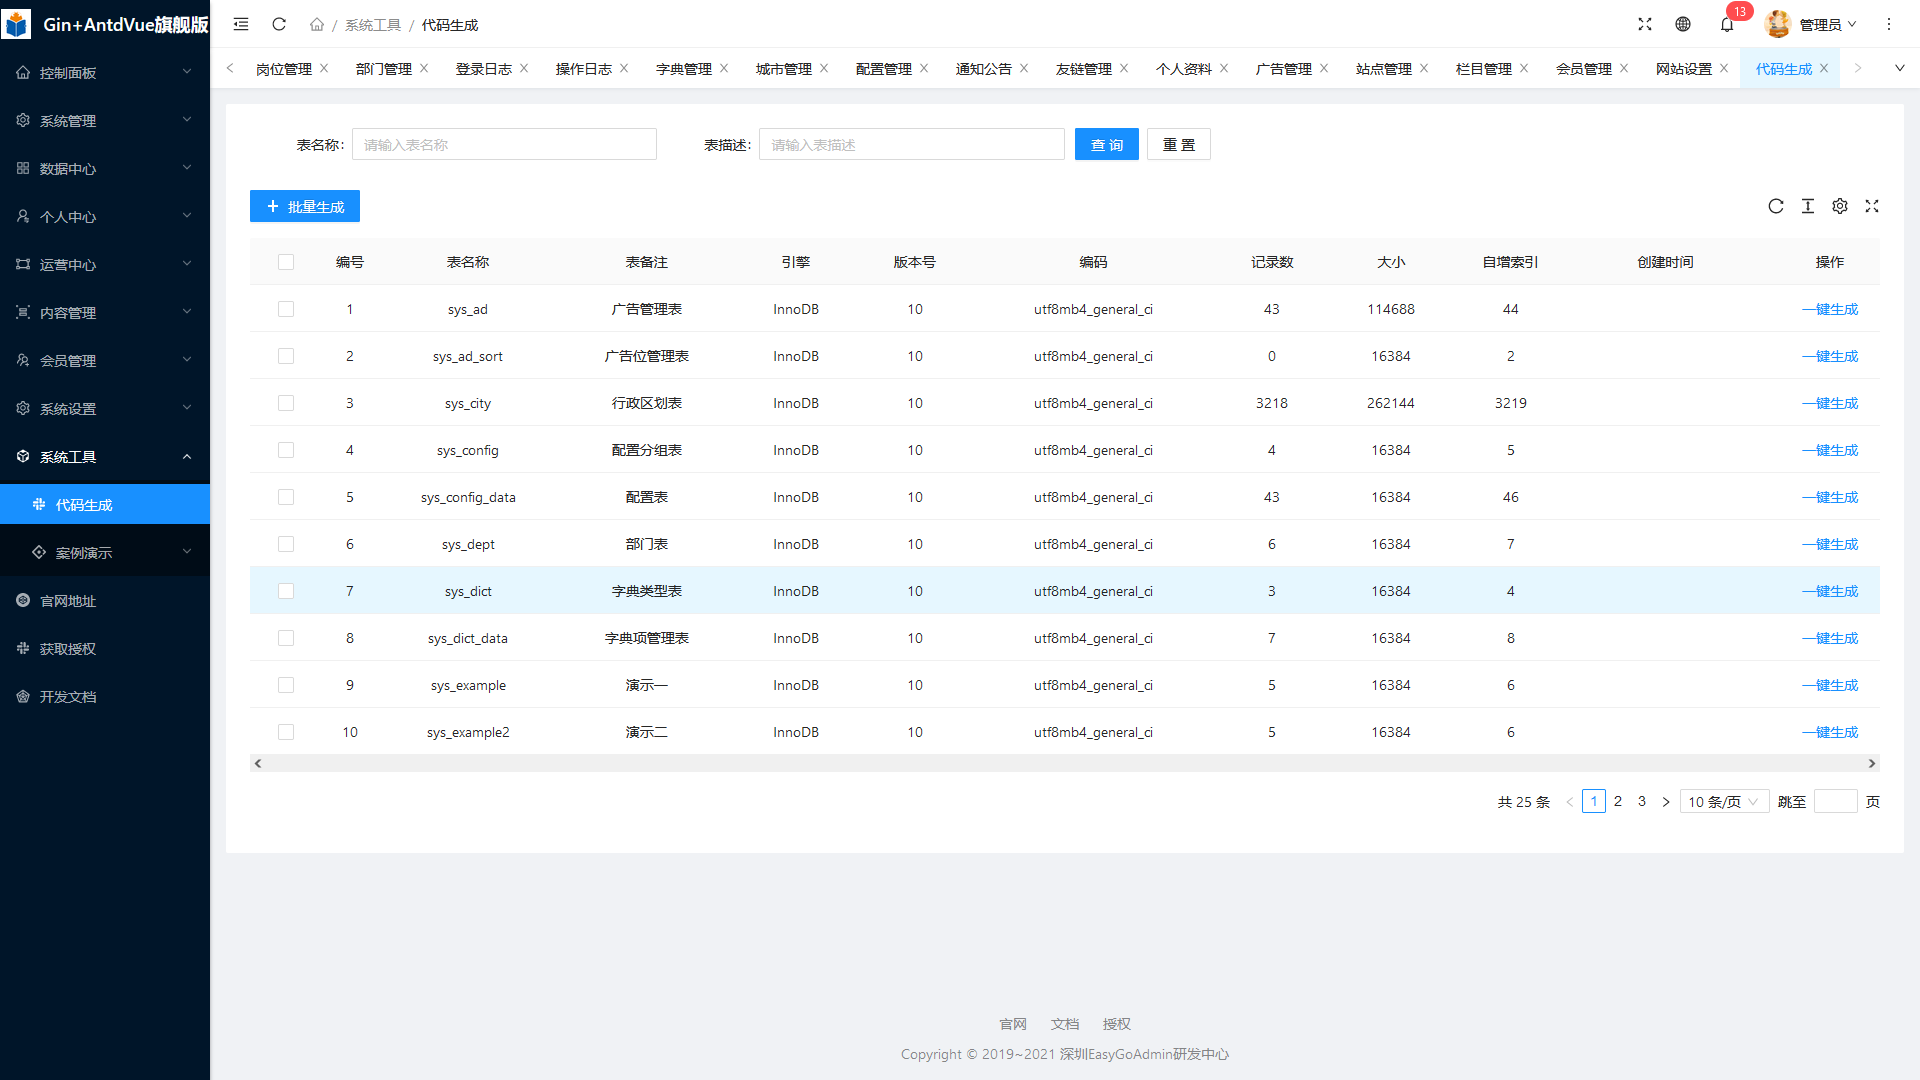 Gin+AntdVue旗舰版
控制面板
系统管理
数据中心
个人中心
运营中心
内容管理
会员管理
系统设置
系统工具
代码生成
案例演示
官网地址
获取授权
开发文档
/ 系统工具 / 代码生成
13
管理员
岗位管理 部门管理 登录日志 操作日志 字典管理 城市管理 配置管理 通知公告 友链管理 个人资料 广告管理 站点管理 栏目管理 会员管理 网站设置 代码生成
表名称: 请输入表名称 表描述: 请输入表描述 查 询 重 置
+ 批量生成
编号 表名称 表备注 引擎 版本号 编码 记录数 大小 自增索引 创建时间 操作
1 sys_ad 广告管理表 InnoDB 10 utf8mb4_general_ci 43 114688 44 一键生成
2 sys_ad_sort 广告位管理表 InnoDB 10 utf8mb4_general_ci 0 16384 2 一键生成
3 sys_city 行政区划表 InnoDB 10 utf8mb4_general_ci 3218 262144 3219 一键生成
4 sys_config 配置分组表 InnoDB 10 utf8mb4_general_ci 4 16384 5 一键生成
5 sys_config_data 配置表 InnoDB 10 utf8mb4_general_ci 43 16384 46 一键生成
6 sys_dept 部门表 InnoDB 10 utf8mb4_general_ci 6 16384 7 一键生成
7 sys_dict 字典类型表 InnoDB 10 utf8mb4_general_ci 3 16384 4 一键生成
8 sys_dict_data 字典项管理表 InnoDB 10 utf8mb4_general_ci 7 16384 8 一键生成
9 sys_example 演示一 InnoDB 10 utf8mb4_general_ci 5 16384 6 一键生成
10 sys_example2 演示二 InnoDB 10 utf8mb4_general_ci 5 16384 6 一键生成
共 25 条 1 2 3 10 条/页 跳至 页
官网 文档 授权
Copyright © 2019~2021 深圳EasyGoAdmin研发中心